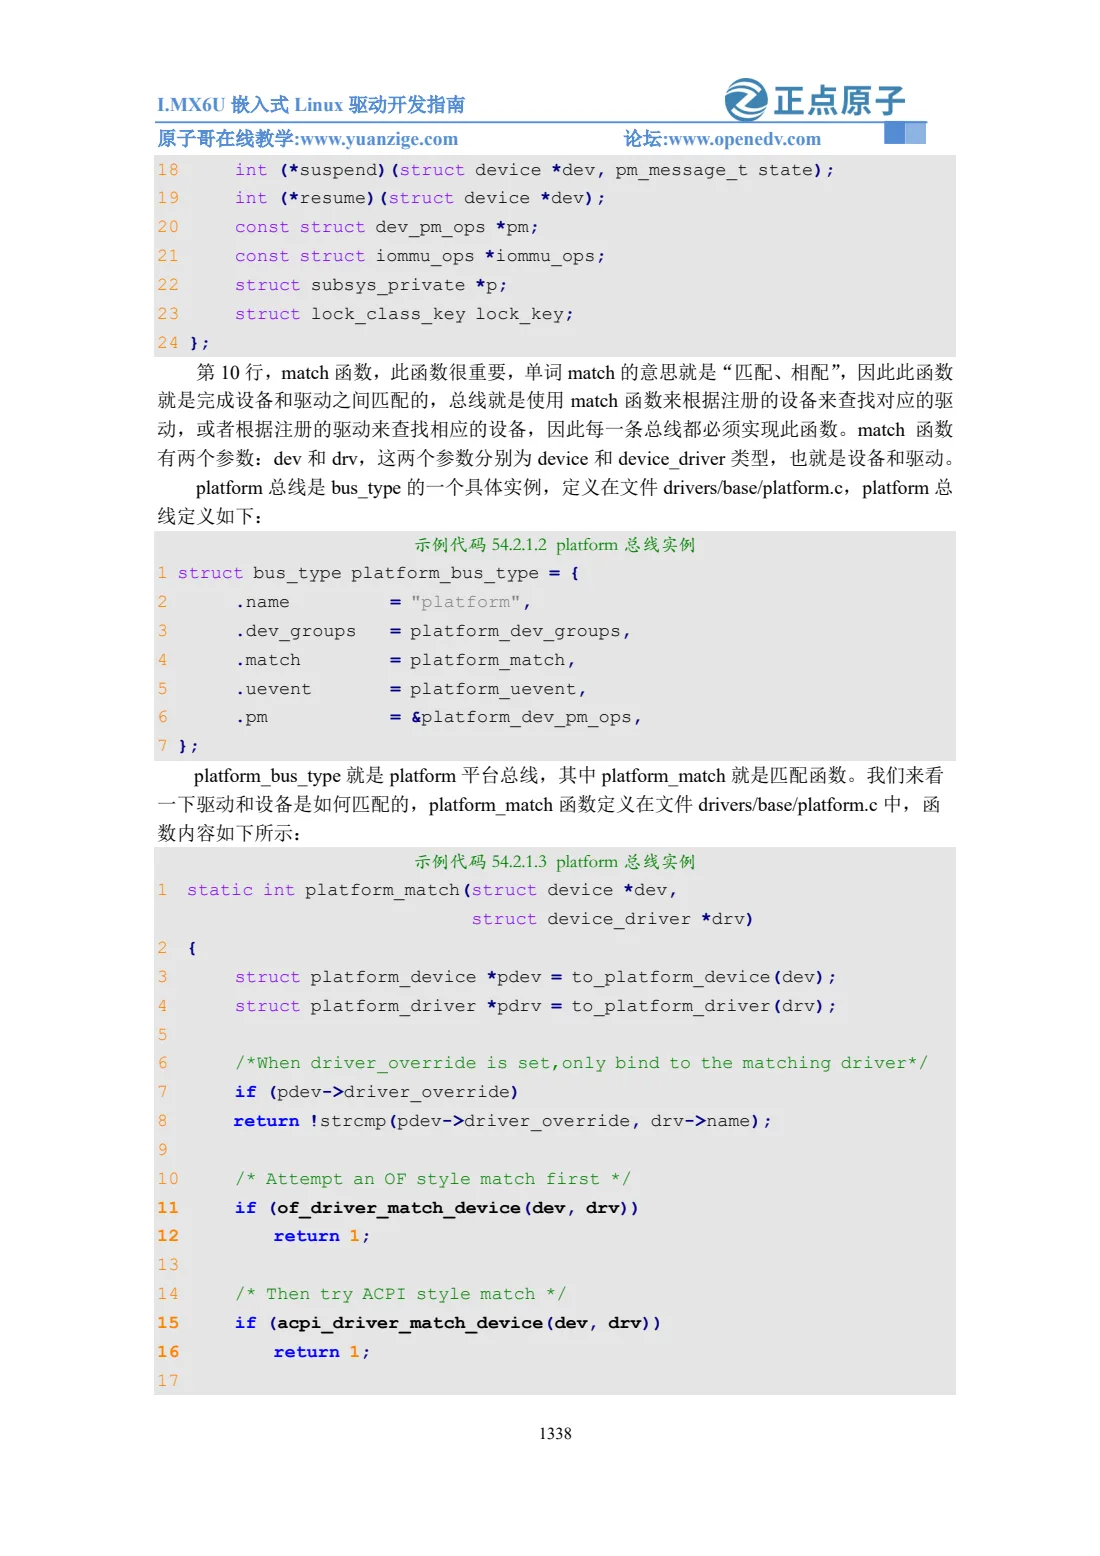 I.MX6U 嵌入式 Linux 驱动开发指南
正点原子
原子哥在线教学:www.yuanzige.com 论坛:www.openedv.com
18 int (*suspend)(struct device *dev, pm_message_t state);
19 int (*resume)(struct device *dev);
20 const struct dev_pm_ops *pm;
21 const struct iommu_ops *iommu_ops;
22 struct subsys_private *p;
23 struct lock_class_key lock_key;
24 };
第 10 行，match 函数，此函数很重要，单词 match 的意思就是“匹配、相配”，因此此函数
就是完成设备和驱动之间匹配的，总线就是使用 match 函数来根据注册的设备来查找对应的驱
动，或者根据注册的驱动来查找相应的设备，因此每一条总线都必须实现此函数。match 函数
有两个参数：dev 和 drv，这两个参数分别为 device 和 device_driver 类型，也就是设备和驱动。
platform 总线是 bus_type 的一个具体实例，定义在文件 drivers/base/platform.c，platform 总
线定义如下：
示例代码 54.2.1.2 platform 总线实例
1 struct bus_type platform_bus_type = {
2 .name = "platform",
3 .dev_groups = platform_dev_groups,
4 .match = platform_match,
5 .uevent = platform_uevent,
6 .pm = &platform_dev_pm_ops,
7 };
platform_bus_type 就是 platform 平台总线，其中 platform_match 就是匹配函数。我们来看
一下驱动和设备是如何匹配的，platform_match 函数定义在文件 drivers/base/platform.c 中，函
数内容如下所示：
示例代码 54.2.1.3 platform 总线实例
1 static int platform_match(struct device *dev,
struct device_driver *drv)
2 {
3 struct platform_device *pdev = to_platform_device(dev);
4 struct platform_driver *pdrv = to_platform_driver(drv);
5
6 /*When driver_override is set,only bind to the matching driver*/
7 if (pdev->driver_override)
8 return !strcmp(pdev->driver_override, drv->name);
9
10 /* Attempt an OF style match first */
11 if (of_driver_match_device(dev, drv))
12 return 1;
13
14 /* Then try ACPI style match */
15 if (acpi_driver_match_device(dev, drv))
16 return 1;
17
1338